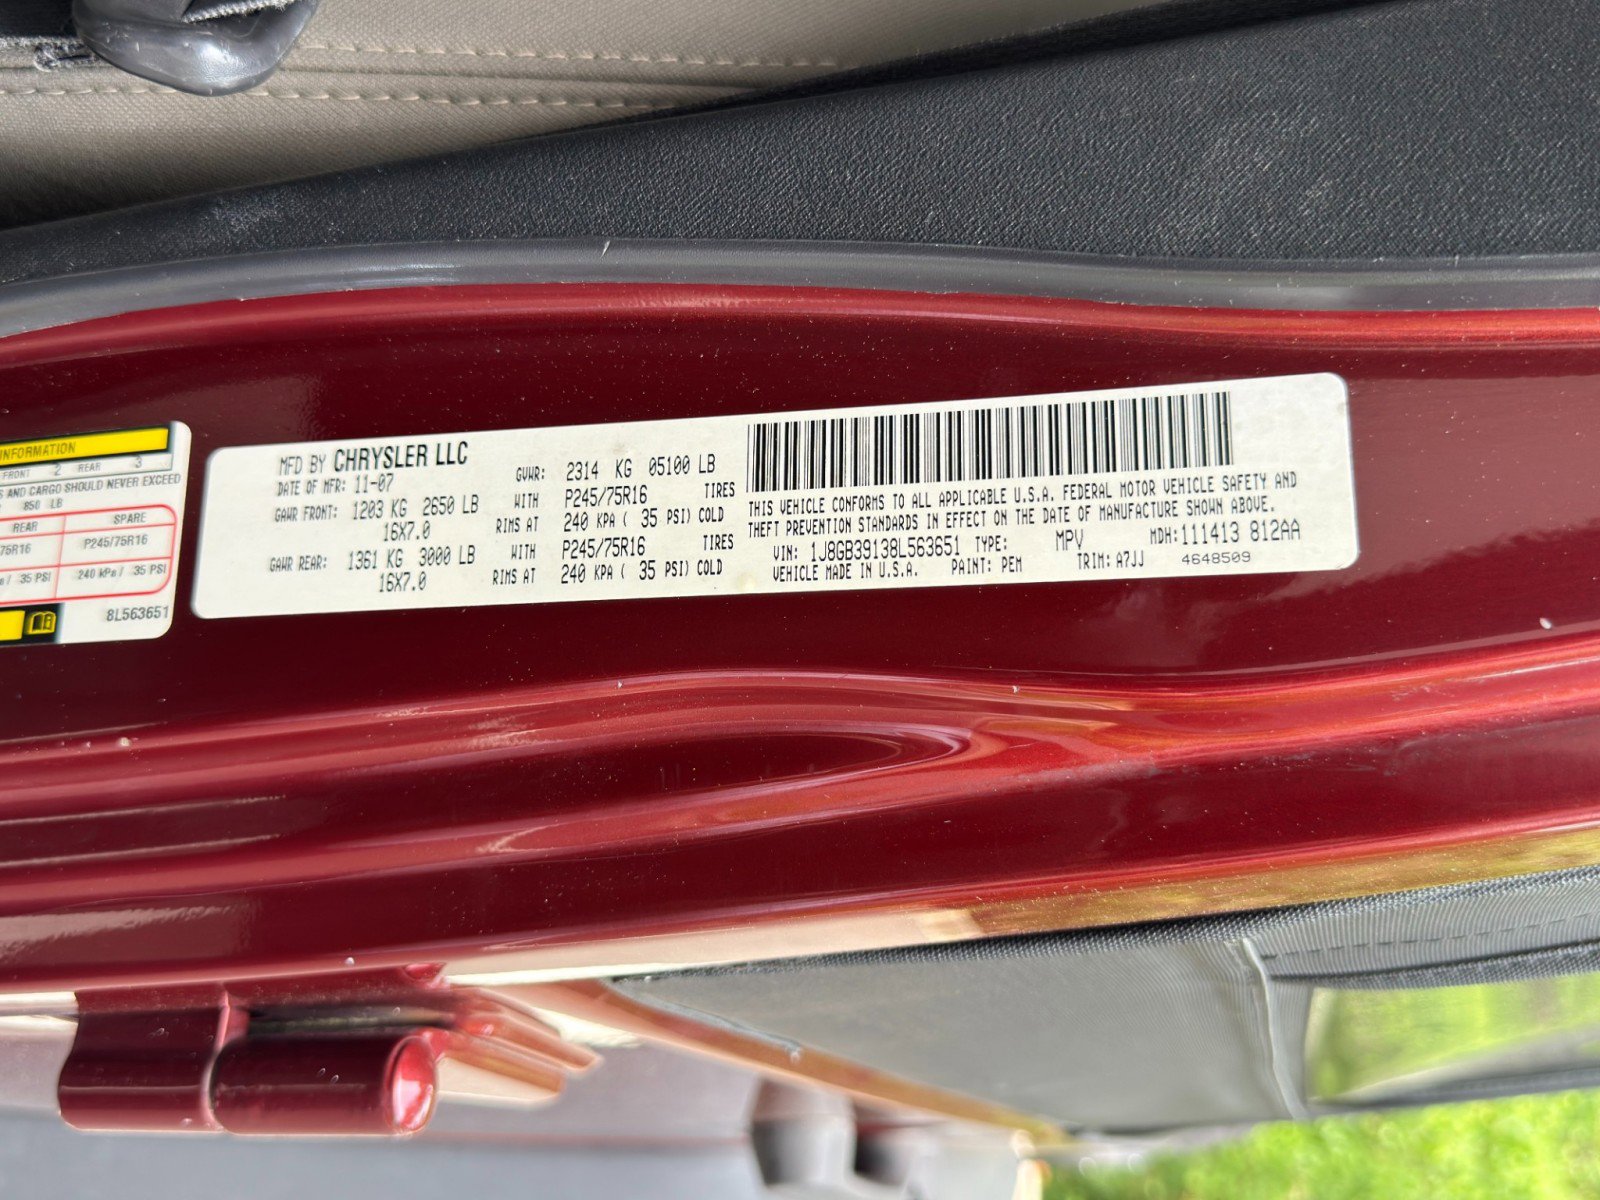 INFORMATION
FRONT 2 REAR 3
S AND CARGO SHOULD NEVER EXCEED
850 LB
REAR SPARE
75R16 P245/75R16
/ 35 PSI 240 kPa / 35 PSI
8L563651
MFD BY CHRYSLER LLC
DATE OF MFR: 11-07
GVWR: 2314 KG 05100 LB
GAWR FRONT: 1203 KG 2650 LB WITH P245/75R16 TIRES
16X7.0 RIMS AT 240 KPA ( 35 PSI) COLD
GAWR REAR: 1361 KG 3000 LB WITH P245/75R16 TIRES
16X7.0 RIMS AT 240 KPA ( 35 PSI) COLD
THIS VEHICLE CONFORMS TO ALL APPLICABLE U.S.A. FEDERAL MOTOR VEHICLE SAFETY AND
THEFT PREVENTION STANDARDS IN EFFECT ON THE DATE OF MANUFACTURE SHOWN ABOVE.
VIN: 1J8GB39138L563651 TYPE: MPV MDH: 111413 812AA
VEHICLE MADE IN U.S.A. PAINT: PEM TRIM: A7JJ 4648509